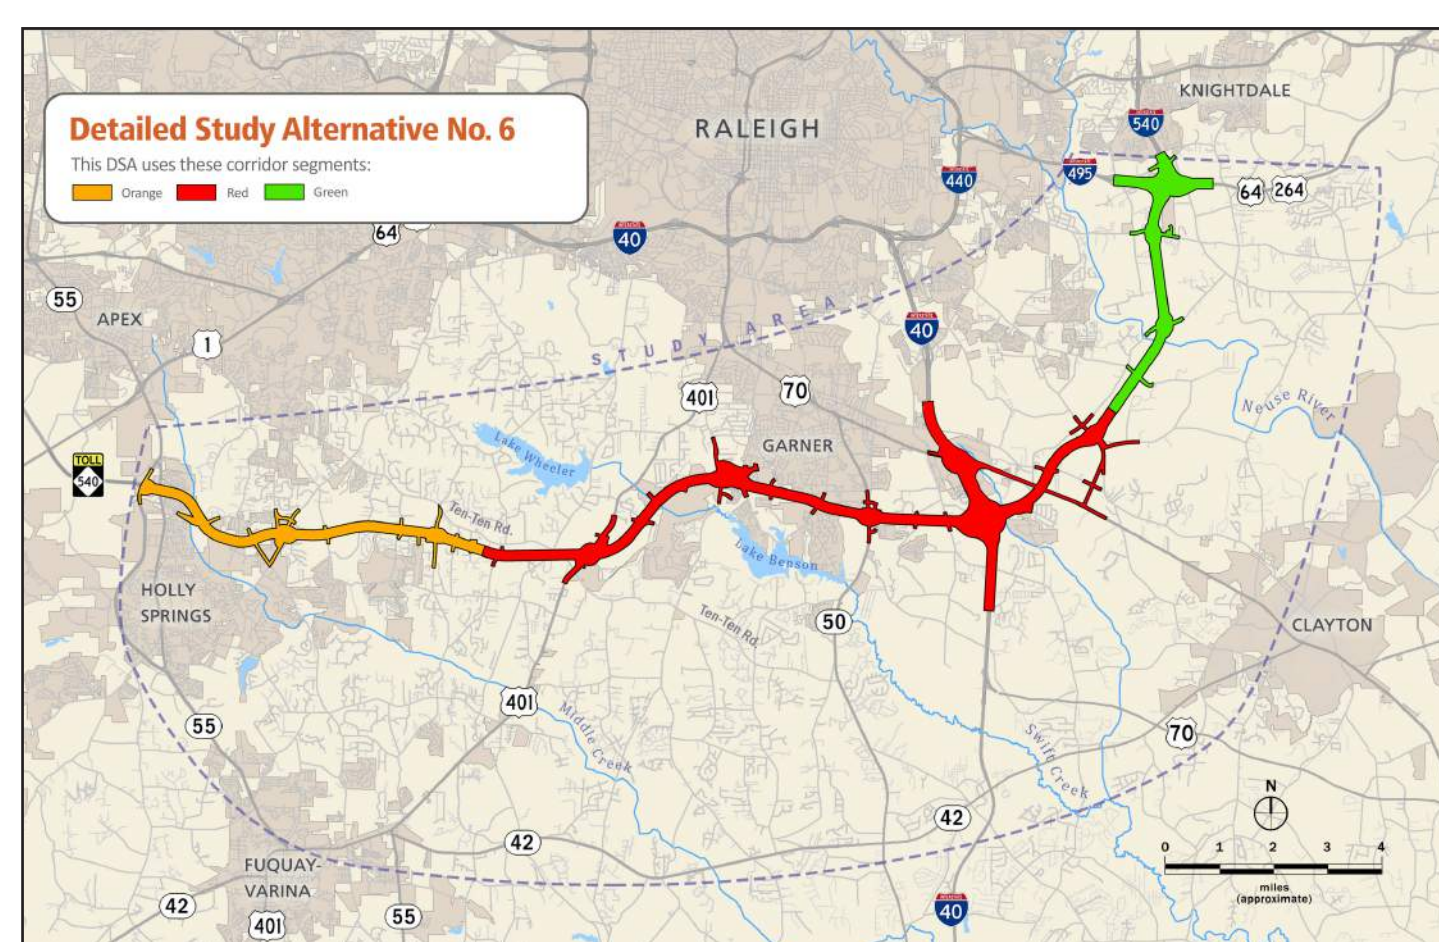 Detailed Study Alternative No. 6
This DSA uses these corridor segments:
Orange Red Green
RALEIGH
KNIGHTDALE
540
495
440
64 264
40
64
55
APEX
1
STUDY AREA
40
70
401
Neuse River
GARNER
Lake Wheeler
TOLL
540
Ten-Ten Rd.
Lake Benson
HOLLY
SPRINGS
Ten-Ten Rd.
50
CLAYTON
401
55
Middle Creek
Swift Creek
70
N
42
42
0 1 2 3 4
miles
(approximate)
FUQUAY-
VARINA
42
401
55
40